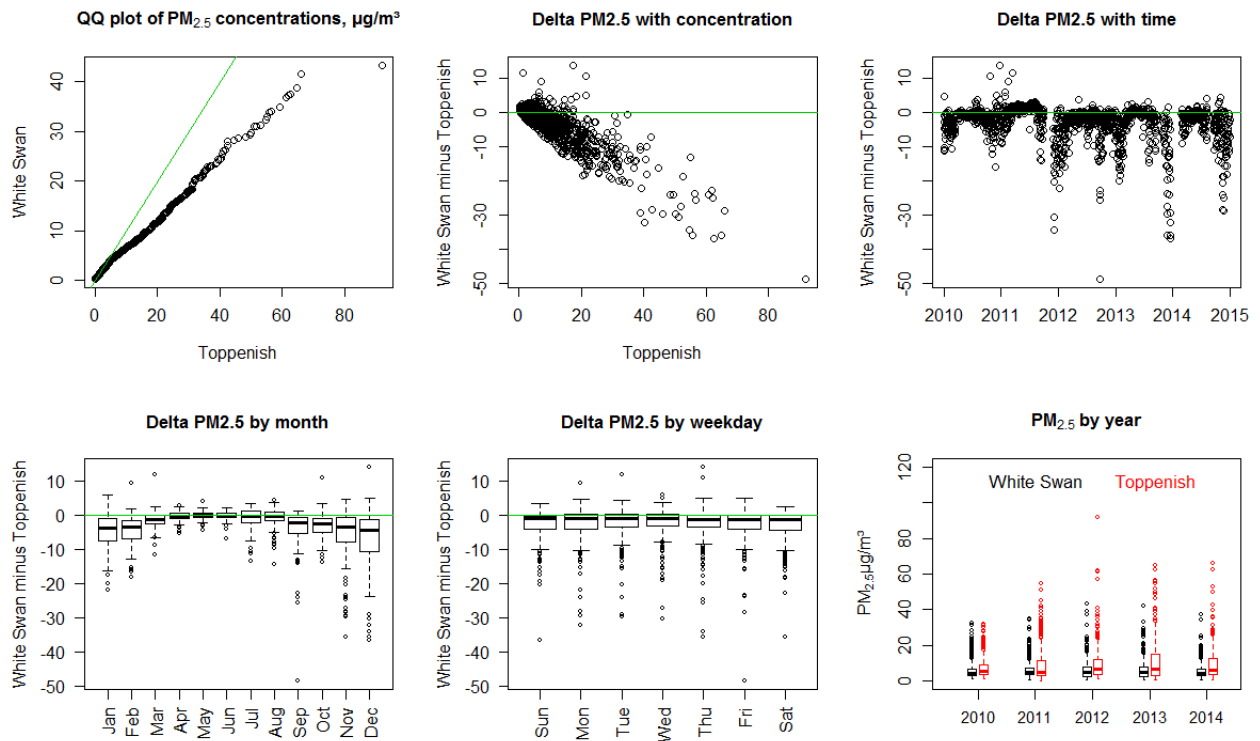 QQ plot of PM2.5 concentrations, µg/m³
White Swan
40
30
20
10
0
0 20 40 60 80
Toppenish
Delta PM2.5 with concentration
White Swan minus Toppenish
10
0
-10
-30
-50
0 20 40 60 80
Toppenish
Delta PM2.5 with time
White Swan minus Toppenish
10
0
-10
-30
-50
2010 2011 2012 2013 2014 2015
Delta PM2.5 by month
White Swan minus Toppenish
10
0
-10
-20
-30
-40
-50
Jan Feb Mar Apr May Jun Jul Aug Sep Oct Nov Dec
Delta PM2.5 by weekday
White Swan minus Toppenish
10
0
-10
-20
-30
-40
-50
Sun Mon Tue Wed Thu Fri Sat
PM2.5 by year
White Swan Toppenish
PM2.5µg/m³
120
80
60
40
20
0
2010 2011 2012 2013 2014